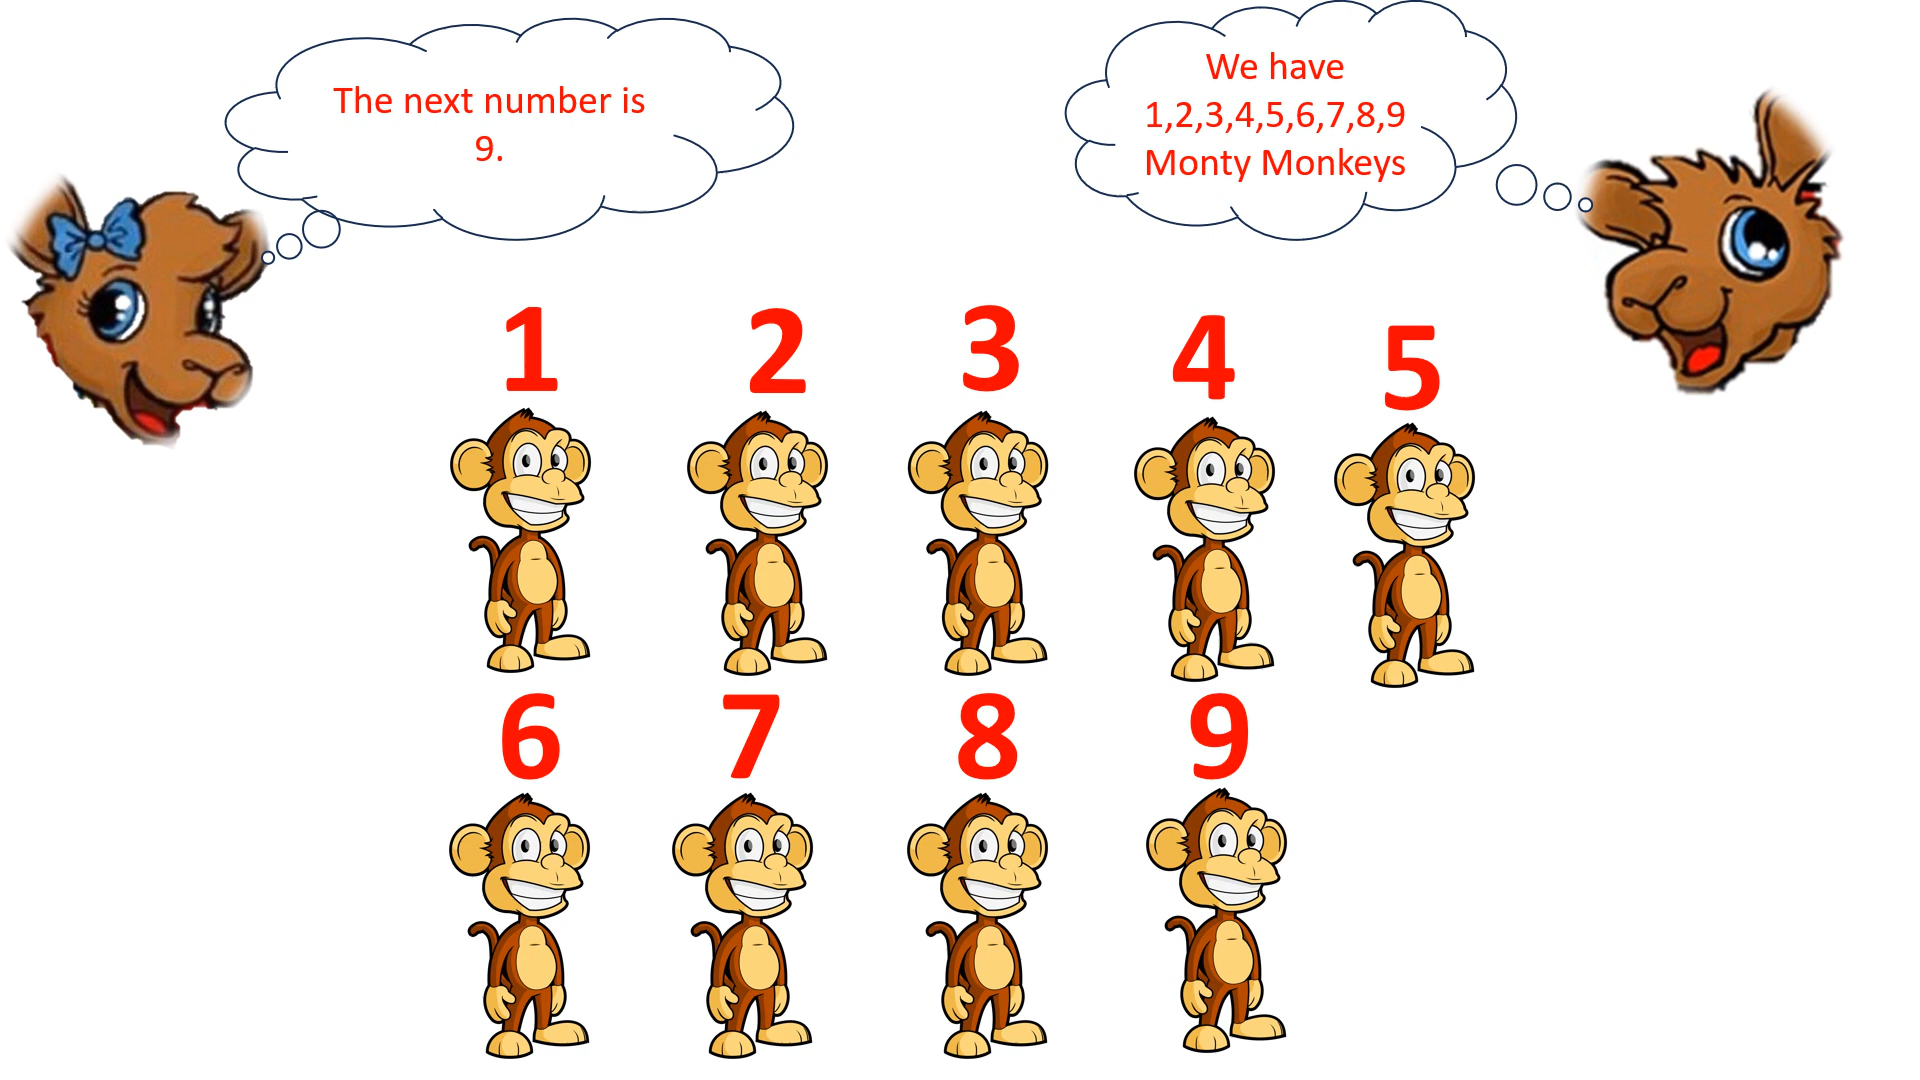 The next number is
9.
We have
1,2,3,4,5,6,7,8,9
Monty Monkeys
1 2 3 4 5
6 7 8 9